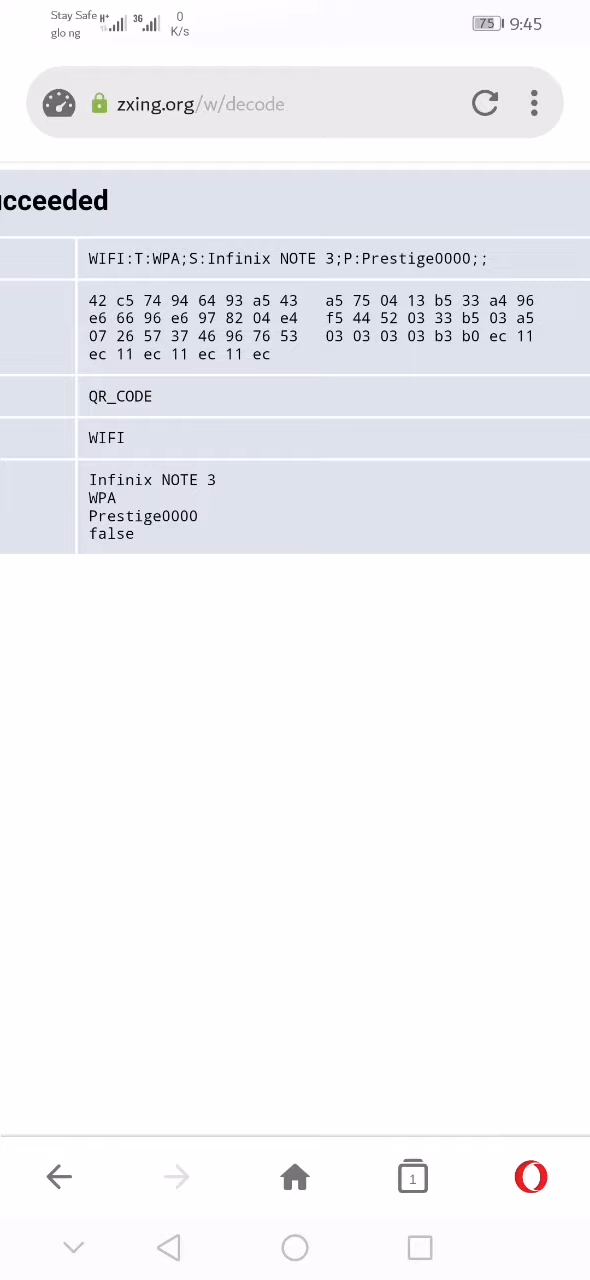 Stay Safe H+ 3G 0
glo ng K/s
75 9:45
zxing.org/w/decode
cceeded
WIFI:T:WPA;S:Infinix NOTE 3;P:Prestige0000;;
42 c5 74 94 64 93 a5 43 a5 75 04 13 b5 33 a4 96
e6 66 96 e6 97 82 04 e4 f5 44 52 03 33 b5 03 a5
07 26 57 37 46 96 76 53 03 03 03 03 b3 b0 ec 11
ec 11 ec 11 ec 11 ec
QR_CODE
WIFI
Infinix NOTE 3
WPA
Prestige0000
false
1